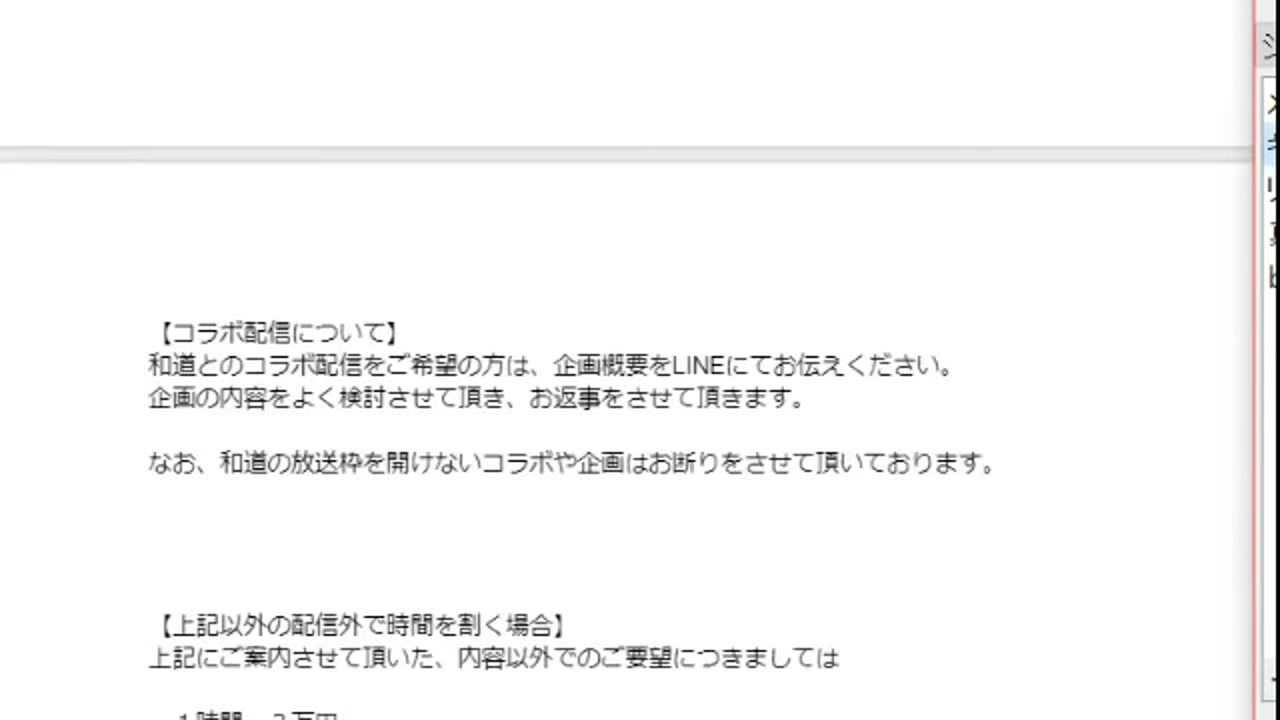 【コラボ配信について】
和道とのコラボ配信をご希望の方は、企画概要をLINEにてお伝えください。
企画の内容をよく検討させて頂き、お返事をさせて頂きます。
なお、和道の放送枠を開けないコラボや企画はお断りをさせて頂いております。
【上記以外の配信外で時間を割く場合】
上記にご案内させて頂いた、内容以外でのご要望につきましては
1時間